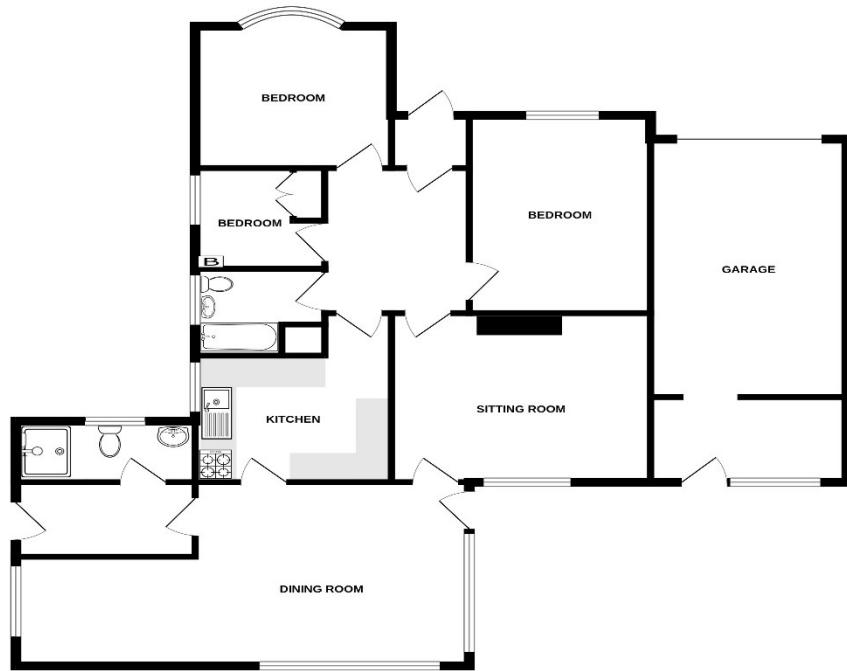 BEDROOM
BEDROOM
BEDROOM
GARAGE
B
KITCHEN
SITTING ROOM
DINING ROOM